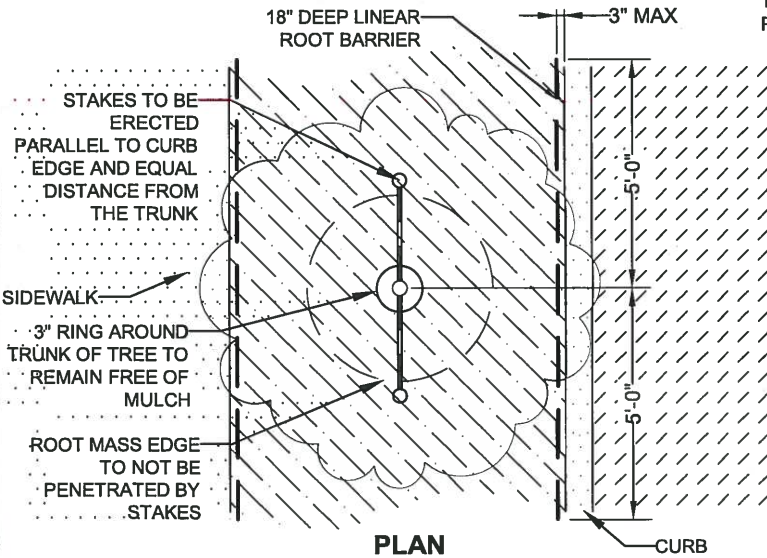 18" DEEP LINEAR
ROOT BARRIER
3" MAX
STAKES TO BE
ERECTED
PARALLEL TO CURB
EDGE AND EQUAL
DISTANCE FROM
THE TRUNK
5'-0"
SIDEWALK
3" RING AROUND
TRUNK OF TREE TO
REMAIN FREE OF
MULCH
5'-0"
ROOT MASS EDGE
TO NOT BE
PENETRATED BY
STAKES
PLAN
CURB